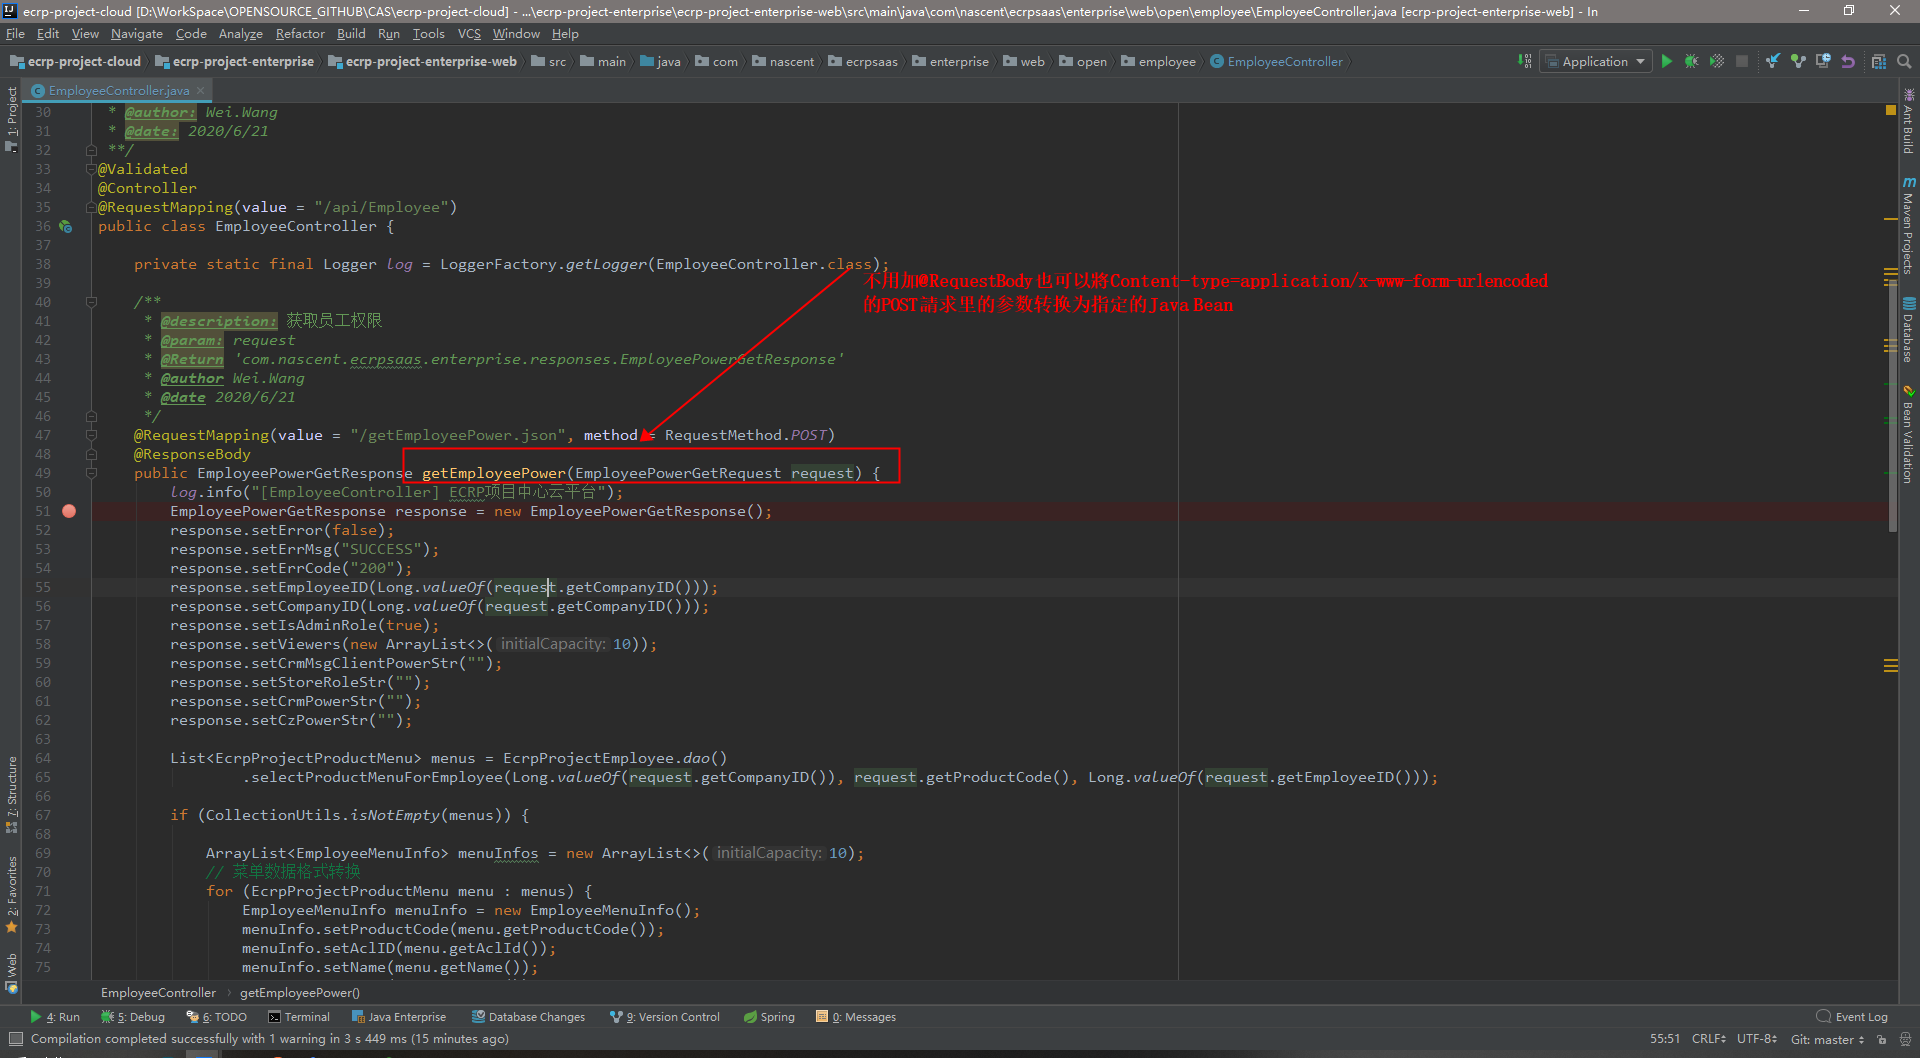 ecrp-project-cloud [D:\WorkSpace\OPENSOURCE_GITHUB\CAS\ecrp-project-cloud] - ...\ecrp-project-enterprise\ecrp-project-enterprise-web\src\main\java\com\nascent\ecrpsaas\enterprise\web\open\employee\EmployeeController.java [ecrp-project-enterprise-web] - In
File Edit View Navigate Code Analyze Refactor Build Run Tools VCS Window Help
ecrp-project-cloud ecrp-project-enterprise ecrp-project-enterprise-web src main java com nascent ecrpsaas enterprise web open employee EmployeeController Application
EmployeeController.java
30 * @author: Wei.Wang
31 * @date: 2020/6/21
32 **/
33 @Validated
34 @Controller
35 @RequestMapping(value = "/api/Employee")
36 public class EmployeeController {
37
38 private static final Logger log = LoggerFactory.getLogger(EmployeeController.class);
不用加@RequestBody也可以将Content-type=application/x-www-form-urlencoded
的POST請求里的参数转换为指定的Java Bean
39
40 /**
41 * @description: 获取员工权限
42 * @param: request
43 * @Return 'com.nascent.ecrpsaas.enterprise.responses.EmployeePowerGetResponse'
44 * @author Wei.Wang
45 * @date 2020/6/21
46 */
47 @RequestMapping(value = "/getEmployeePower.json", method = RequestMethod.POST)
48 @ResponseBody
49 public EmployeePowerGetResponse getEmployeePower(EmployeePowerGetRequest request) {
50 log.info("[EmployeeController] ECRP项目中心云平台");
51 EmployeePowerGetResponse response = new EmployeePowerGetResponse();
52 response.setError(false);
53 response.setErrMsg("SUCCESS");
54 response.setErrCode("200");
55 response.setEmployeeID(Long.valueOf(request.getCompanyID()));
56 response.setCompanyID(Long.valueOf(request.getCompanyID()));
57 response.setIsAdminRole(true);
58 response.setViewers(new ArrayList<>( initialCapacity: 10));
59 response.setCrmMsgClientPowerStr("");
60 response.setStoreRoleStr("");
61 response.setCrmPowerStr("");
62 response.setCzPowerStr("");
63
64 List<EcrpProjectProductMenu> menus = EcrpProjectEmployee.dao()
65 .selectProductMenuForEmployee(Long.valueOf(request.getCompanyID()), request.getProductCode(), Long.valueOf(request.getEmployeeID()));
66
67 if (CollectionUtils.isNotEmpty(menus)) {
68
69 ArrayList<EmployeeMenuInfo> menuInfos = new ArrayList<>( initialCapacity: 10);
70 // 菜单数据格式转换
71 for (EcrpProjectProductMenu menu : menus) {
72 EmployeeMenuInfo menuInfo = new EmployeeMenuInfo();
73 menuInfo.setProductCode(menu.getProductCode());
74 menuInfo.setAclID(menu.getAclId());
75 menuInfo.setName(menu.getName());
1: Project
7: Structure
2: Favorites
Web
Ant Build
Maven Projects
Database
Bean Validation
EmployeeController getEmployeePower()
4: Run 5: Debug 6: TODO Terminal Java Enterprise Database Changes 9: Version Control Spring 0: Messages Event Log
Compilation completed successfully with 1 warning in 3 s 449 ms (15 minutes ago) 55:51 CRLF UTF-8 Git: master